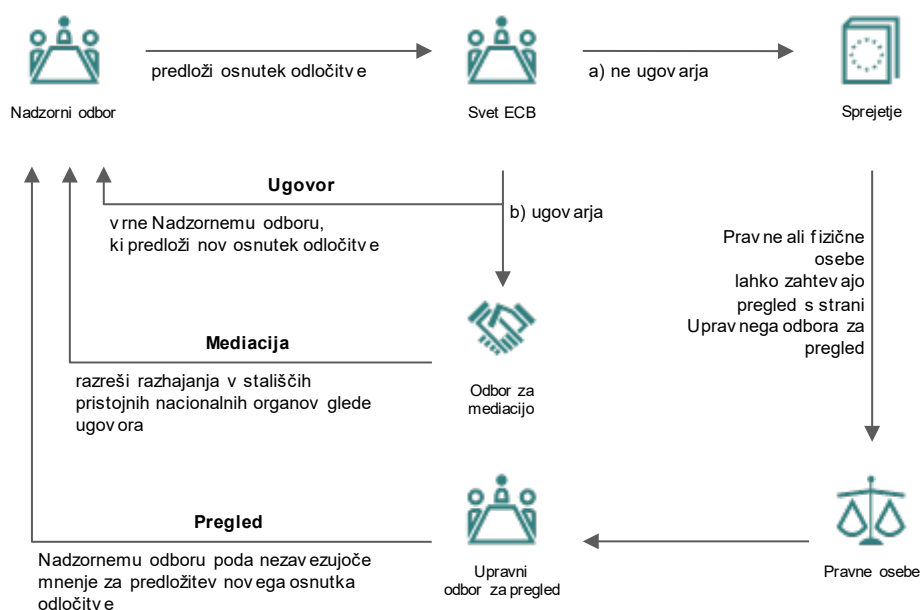 predloži osnutek odločitve
a) ne ugovarja
Nadzorni odbor
Svet ECB
Sprejetje
Ugovor
vrne Nadzornemu odboru,
ki predloži nov osnutek odločitve
b) ugovarja
Pravne ali fizične
osebe
lahko zahtevajo
pregled s strani
Upravnega odbora za
pregled
Mediacija
razreši razhajanja v stališčih
pristojnih nacionalnih organov glede
ugovora
Odbor za
mediacijo
Pregled
Nadzornemu odboru poda nezavezujoče
mnenje za predložitev novega osnutka
odločitve
Upravni
odbor za pregled
Pravne osebe